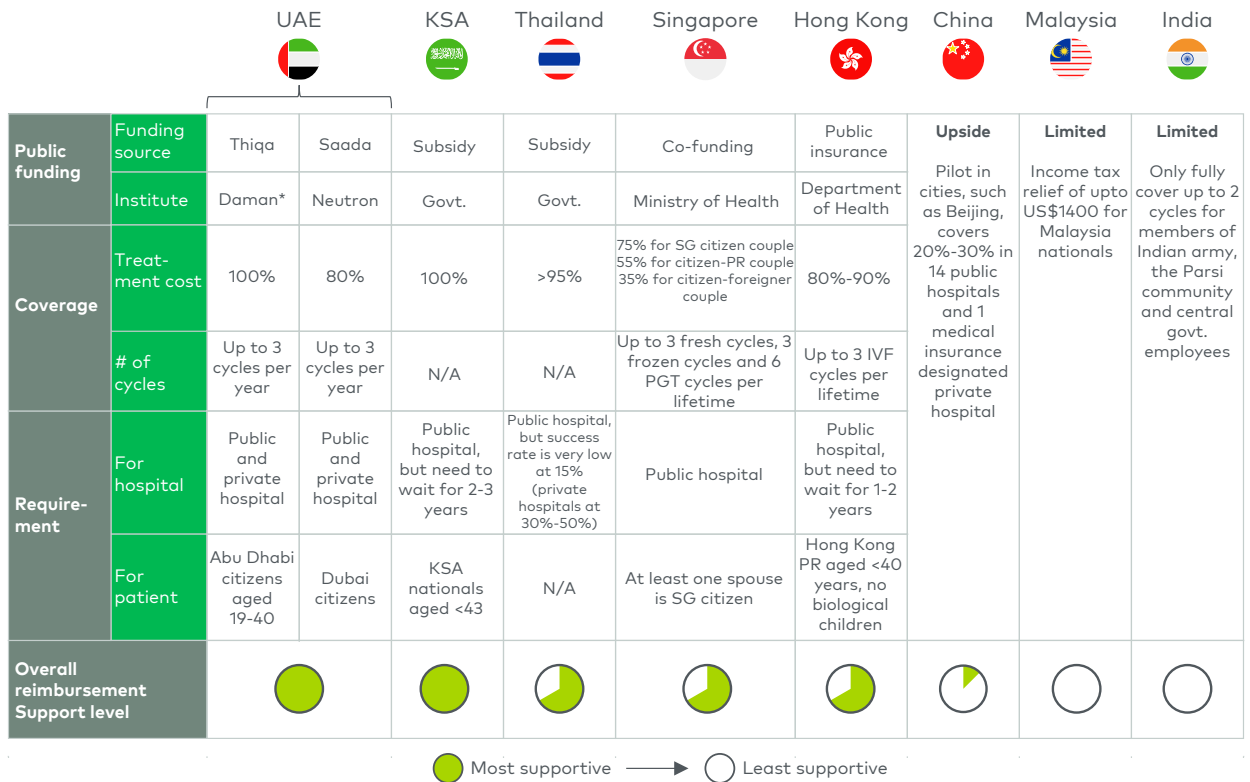 UAE
KSA
Thailand
Singapore
Hong Kong
China
Malaysia
India
Public
funding
Funding
source
Thiqa
Saada
Subsidy
Subsidy
Co-funding
Public
insurance
Institute
Daman*
Neutron
Govt.
Govt.
Ministry of Health
Department
of Health
Coverage
Treat-
ment cost
100%
80%
100%
>95%
75% for SG citizen couple
55% for citizen-PR couple
35% for citizen-foreigner
couple
80%-90%
# of
cycles
Up to 3
cycles per
year
Up to 3
cycles per
year
N/A
N/A
Up to 3 fresh cycles, 3
frozen cycles and 6
PGT cycles per
lifetime
Up to 3 IVF
cycles per
lifetime
Require-
ment
For
hospital
Public
and
private
hospital
Public
and
private
hospital
Public
hospital,
but need to
wait for 2-3
years
Public hospital,
but success
rate is very low
at 15%
(private
hospitals at
30%-50%)
Public hospital
Public
hospital,
but need to
wait for 1-2
years
For
patient
Abu Dhabi
citizens
aged
19-40
Dubai
citizens
KSA
nationals
aged <43
N/A
At least one spouse
is SG citizen
Hong Kong
PR aged <40
years, no
biological
children
Upside
Pilot in
cities, such
as Beijing,
covers
20%-30% in
14 public
hospitals
and 1
medical
insurance
designated
private
hospital
Limited
Income tax
relief of upto
US$1400 for
Malaysia
nationals
Limited
Only fully
cover up to 2
cycles for
members of
Indian army,
the Parsi
community
and central
govt.
employees
Overall
reimbursement
Support level
Most supportive
Least supportive